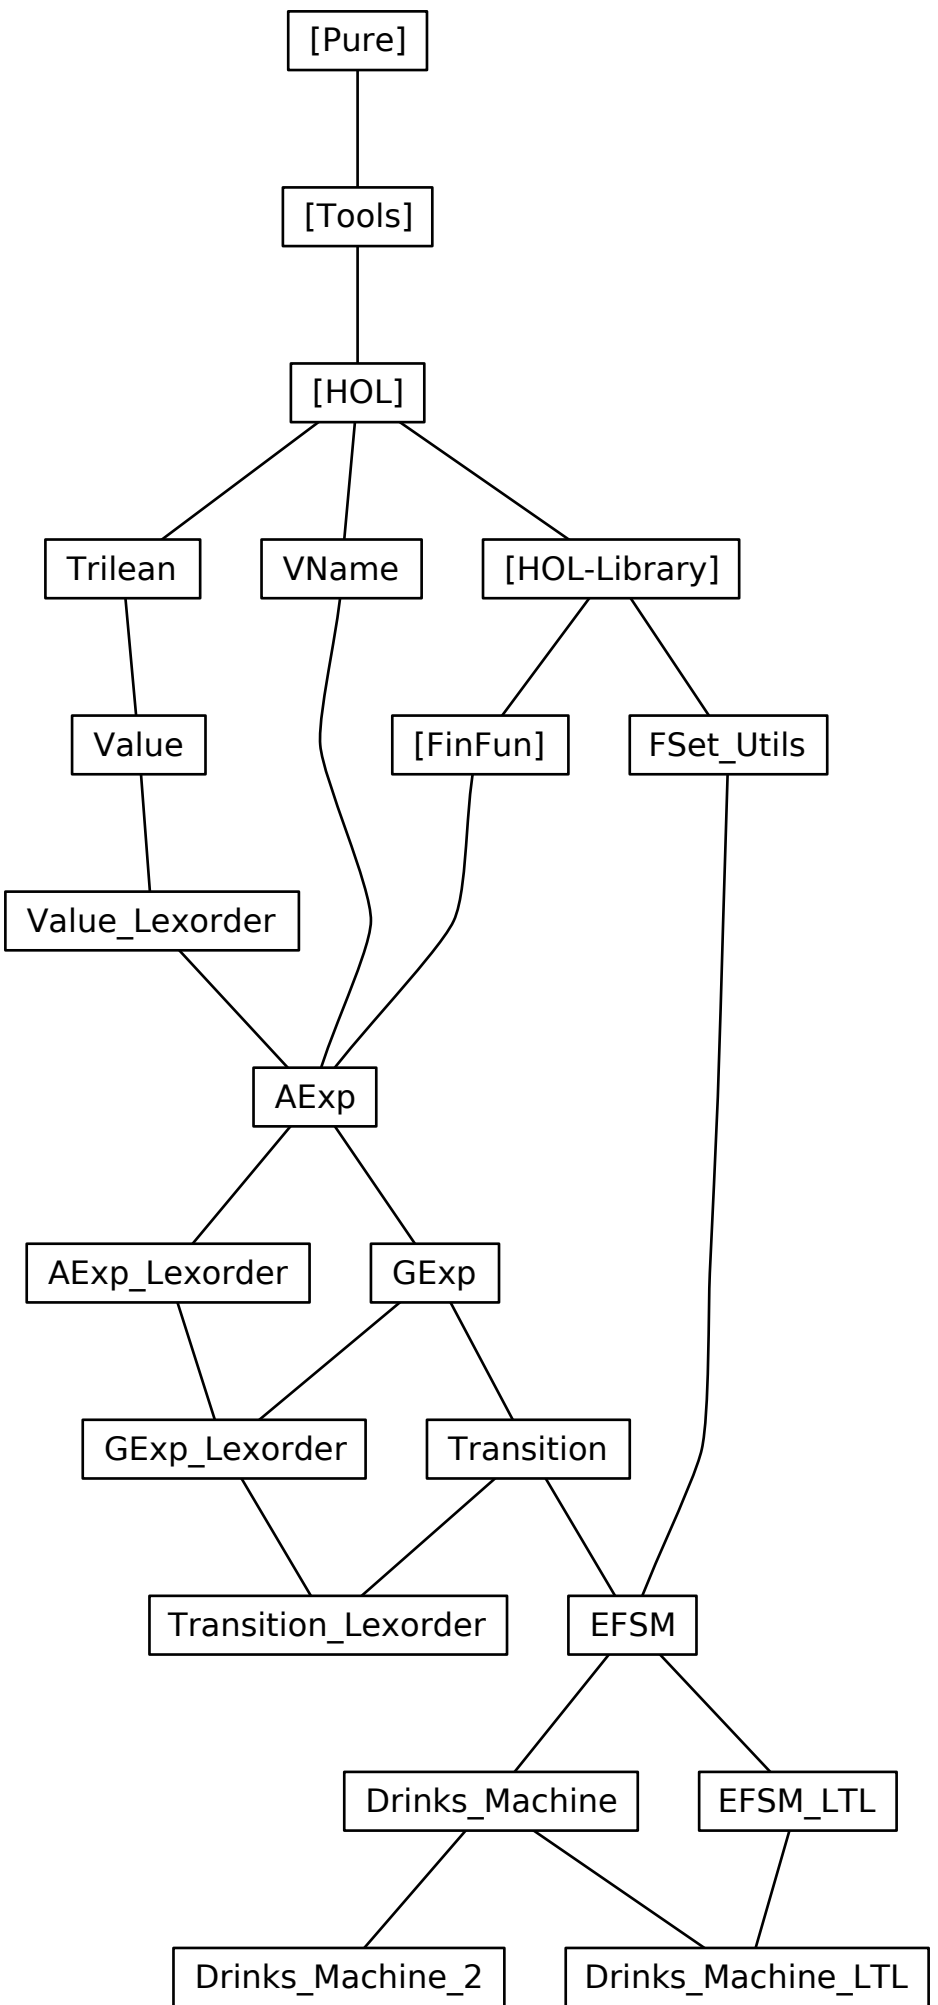 [Pure]
[Tools]
[HOL]
Trilean
VName
[HOL-Library]
Value
[FinFun]
FSet_Utils
Value_Lexorder
AExp
AExp_Lexorder
GExp
GExp_Lexorder
Transition
Transition_Lexorder
EFSM
Drinks_Machine
EFSM_LTL
Drinks_Machine_2
Drinks_Machine_LTL